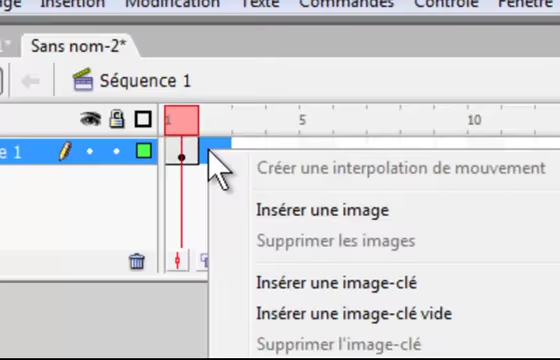 Insertion Modification Texte Commandes Contrôle Fenêtre
Sans nom-2*
Séquence 1
1 5 10
Créer une interpolation de mouvement
Insérer une image
Supprimer les images
Insérer une image-clé
Insérer une image-clé vide
Supprimer l'image-clé